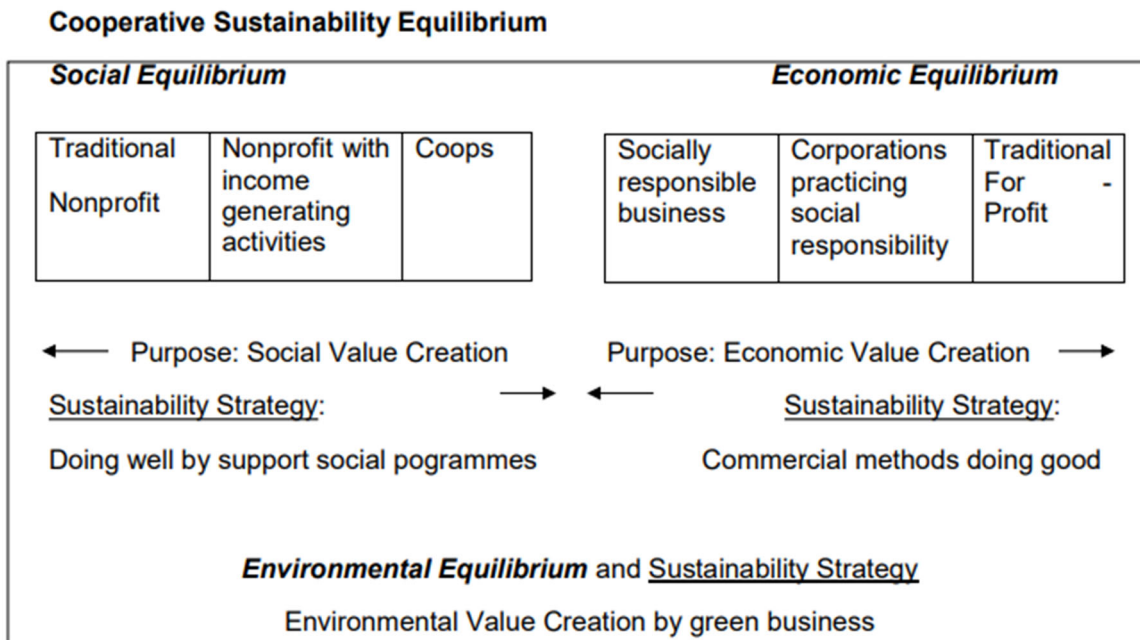 Cooperative Sustainability Equilibrium
Social Equilibrium
Economic Equilibrium
Traditional
Nonprofit
Nonprofit with
income
generating
activities
Coops
Socially
responsible
business
Corporations
practicing
social
responsibility
Traditional
For -
Profit
Purpose: Social Value Creation
Purpose: Economic Value Creation
Sustainability Strategy:
Sustainability Strategy:
Doing well by support social pogrammes
Commercial methods doing good
Environmental Equilibrium and Sustainability Strategy
Environmental Value Creation by green business